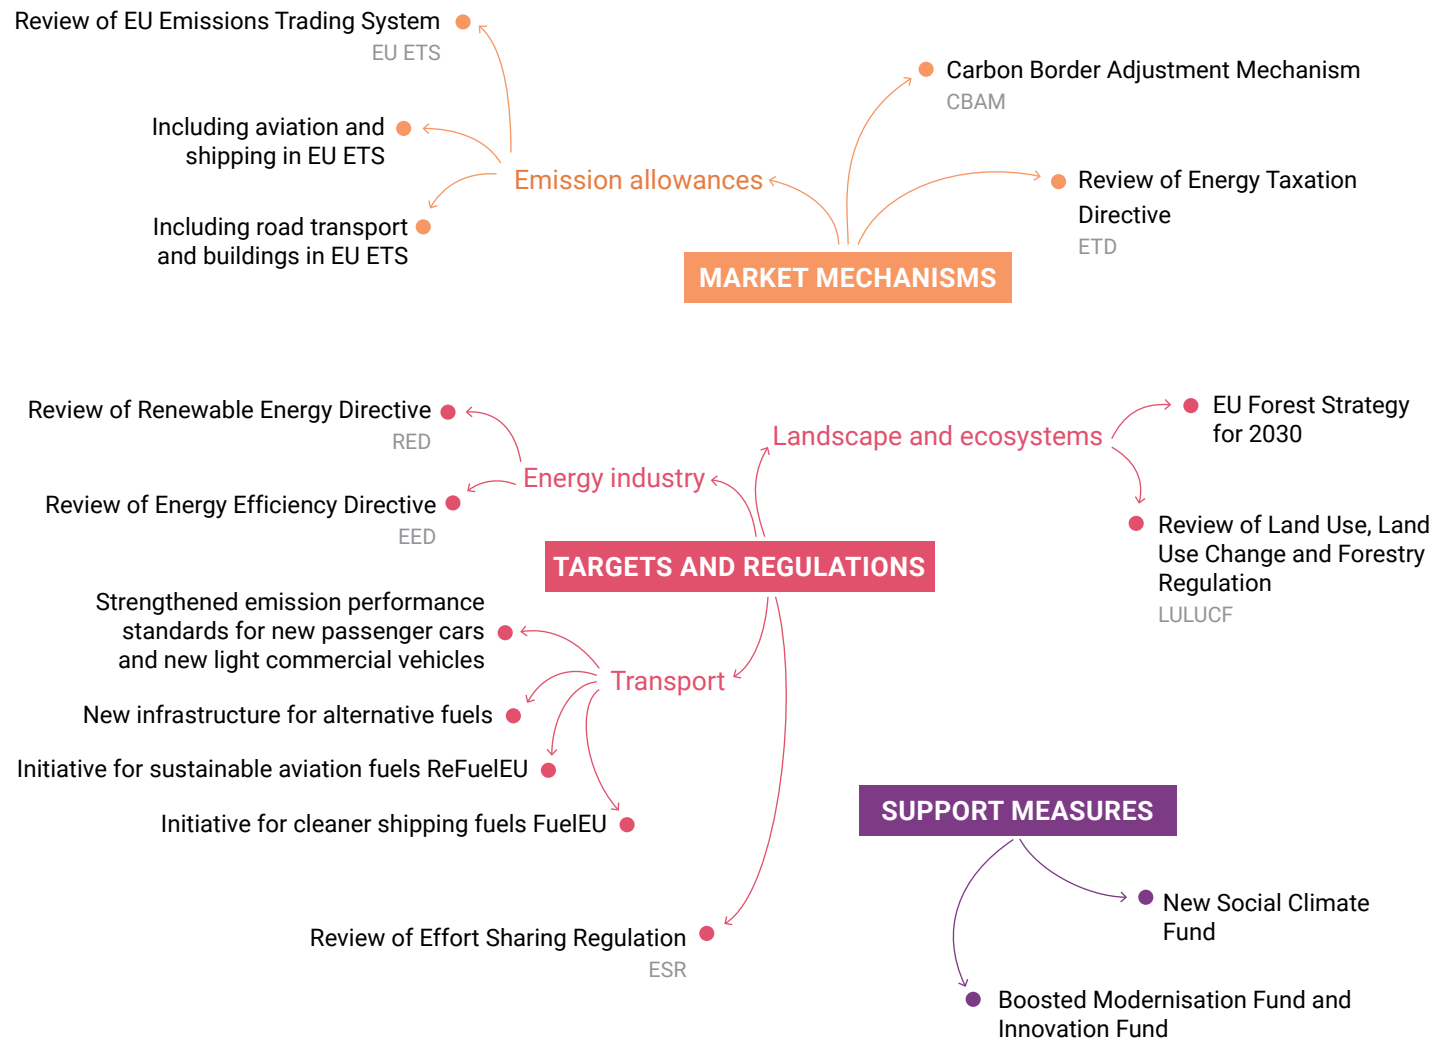 Review of EU Emissions Trading System
EU ETS
Including aviation and
shipping in EU ETS
Including road transport
and buildings in EU ETS
Emission allowances
Carbon Border Adjustment Mechanism
CBAM
Review of Energy Taxation
Directive
ETD
MARKET MECHANISMS
Review of Renewable Energy Directive
RED
Review of Energy Efficiency Directive
EED
Energy industry
Landscape and ecosystems
EU Forest Strategy
for 2030
Review of Land Use, Land
Use Change and Forestry
Regulation
LULUCF
TARGETS AND REGULATIONS
Strengthened emission performance
standards for new passenger cars
and new light commercial vehicles
Transport
New infrastructure for alternative fuels
Initiative for sustainable aviation fuels ReFuelEU
Initiative for cleaner shipping fuels FuelEU
Review of Effort Sharing Regulation
ESR
SUPPORT MEASURES
New Social Climate
Fund
Boosted Modernisation Fund and
Innovation Fund